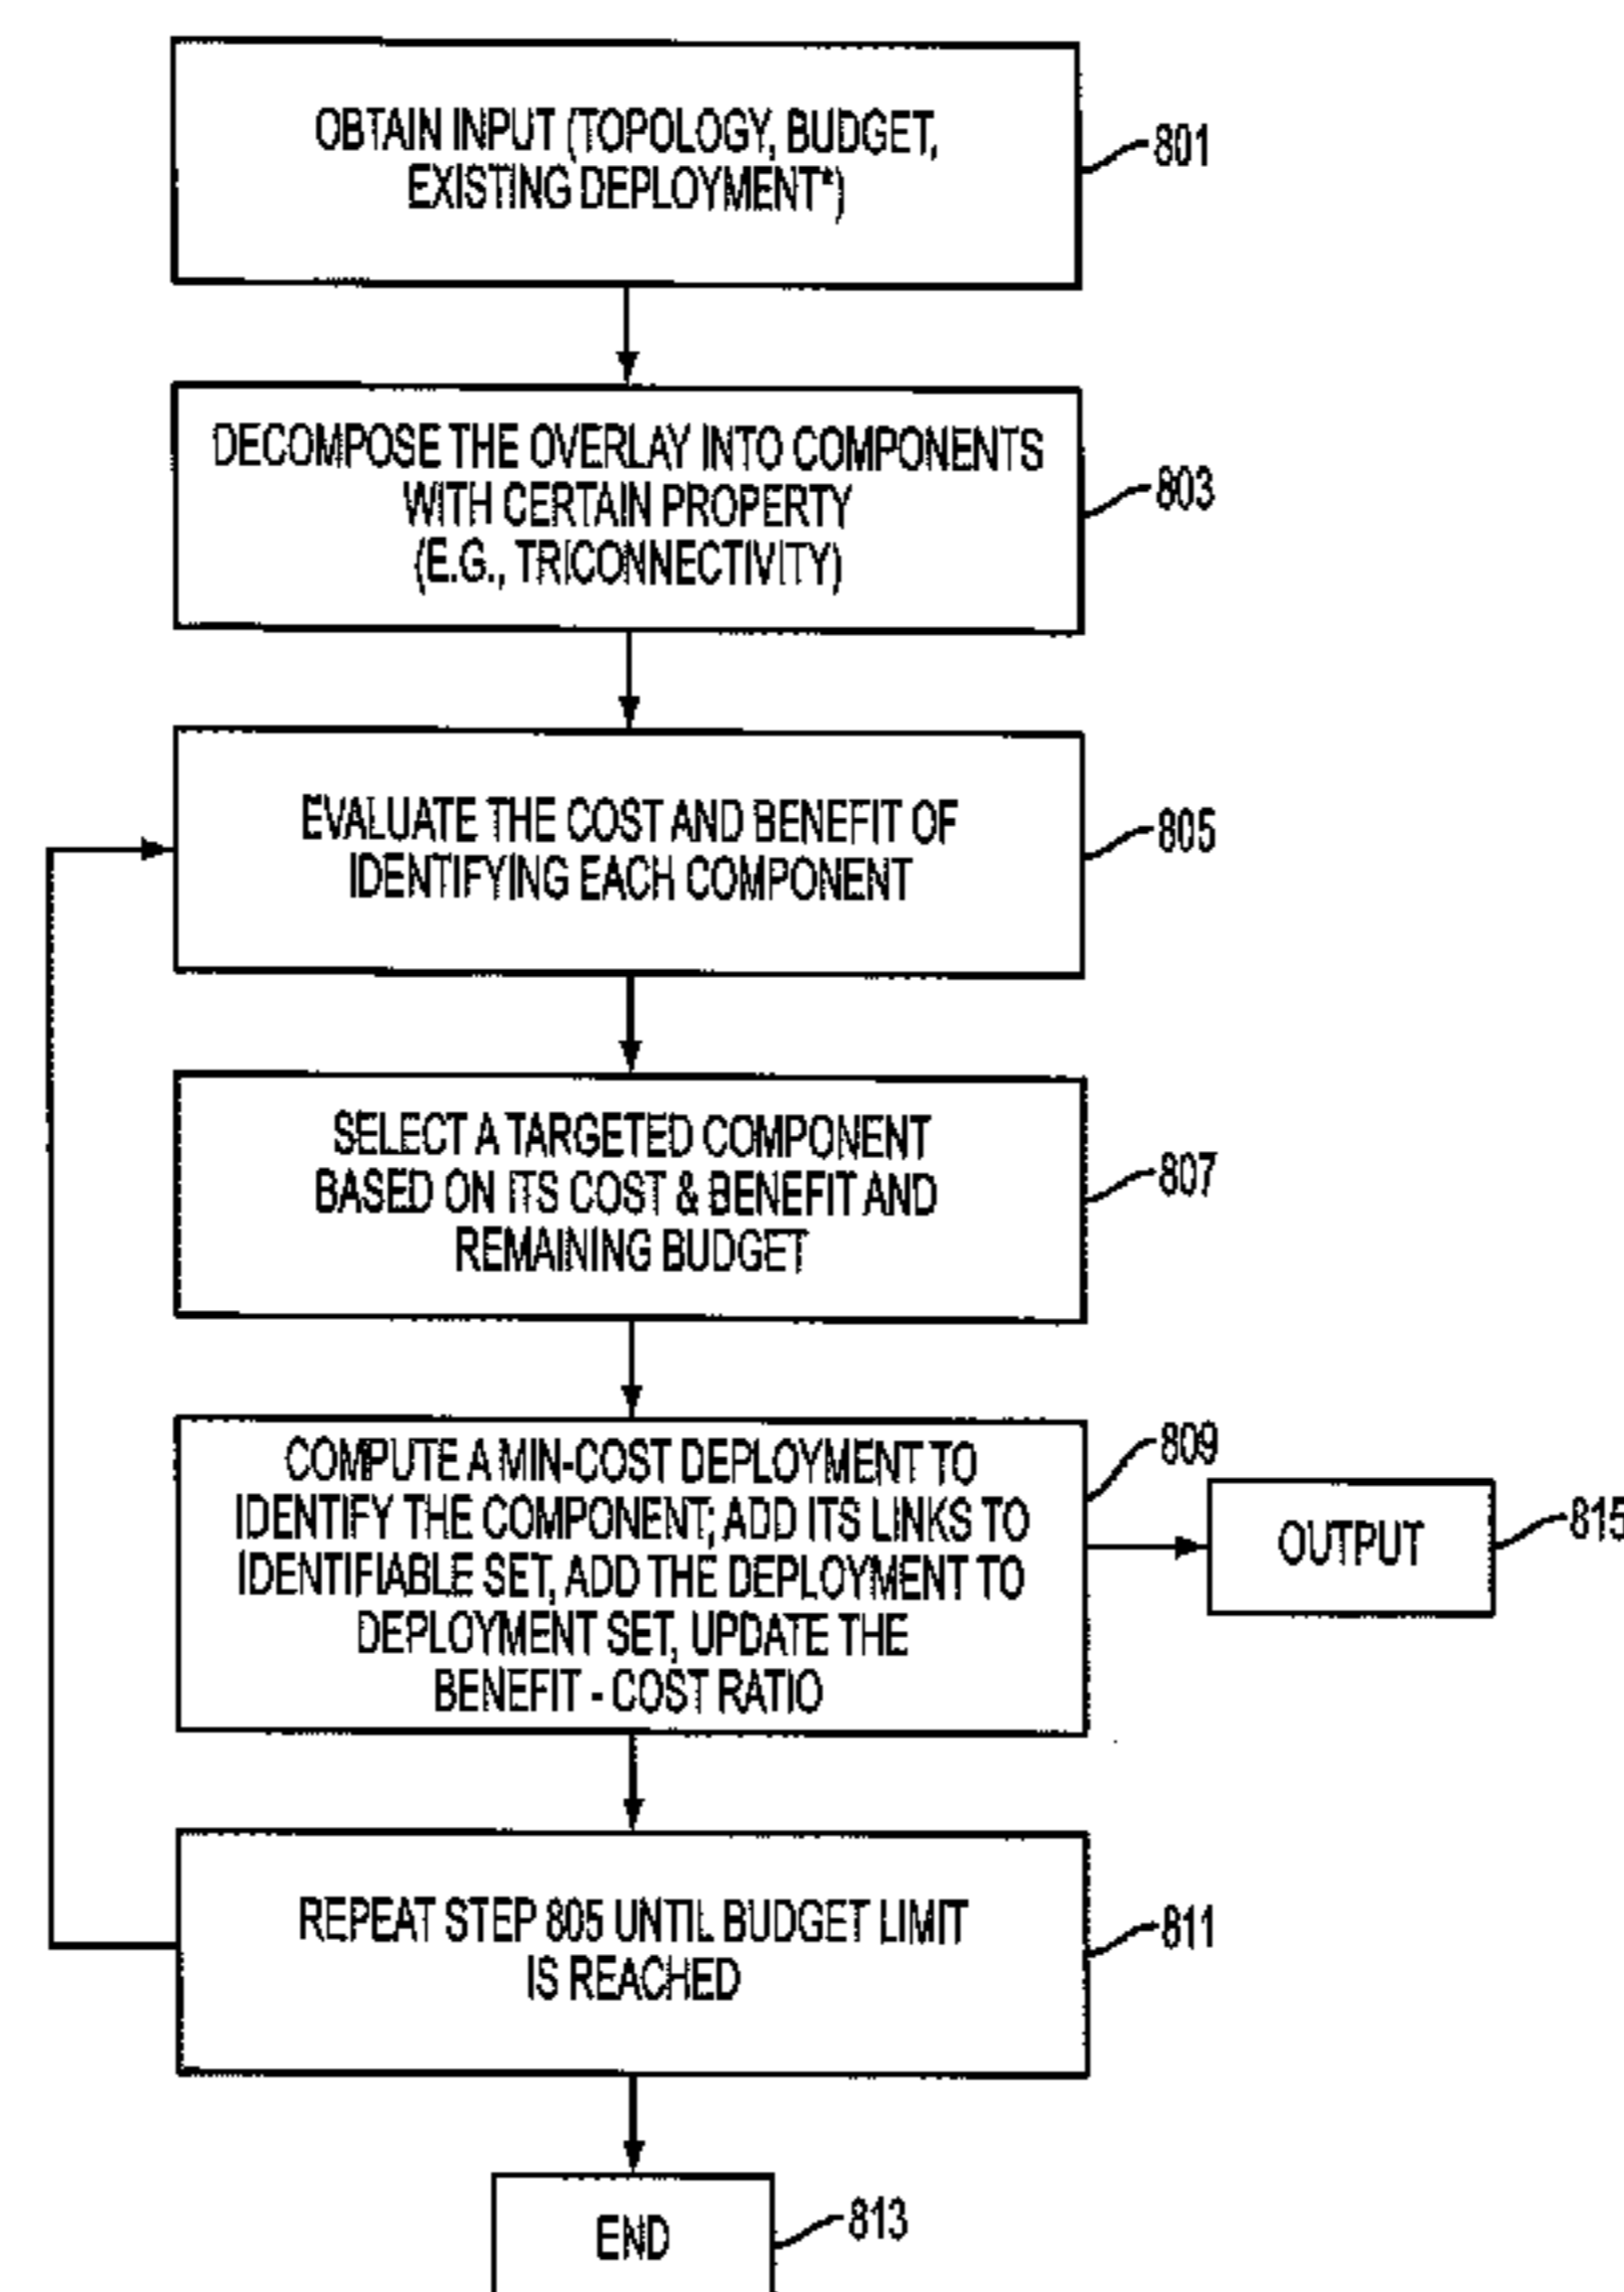 OBTAIN INPUT (TOPOLOGY, BUDGET,
EXISTING DEPLOYMENT*)
801
DECOMPOSE THE OVERLAY INTO COMPONENTS
WITH CERTAIN PROPERTY
(E.G., TRICONNECTIVITY)
803
EVALUATE THE COST AND BENEFIT OF
IDENTIFYING EACH COMPONENT
805
SELECT A TARGETED COMPONENT
BASED ON ITS COST & BENEFIT AND
REMAINING BUDGET
807
COMPUTE A MIN-COST DEPLOYMENT TO
IDENTIFY THE COMPONENT; ADD ITS LINKS TO
IDENTIFIABLE SET, ADD THE DEPLOYMENT TO
DEPLOYMENT SET, UPDATE THE
BENEFIT - COST RATIO
809
OUTPUT
815
REPEAT STEP 805 UNTIL BUDGET LIMIT
IS REACHED
811
END
813